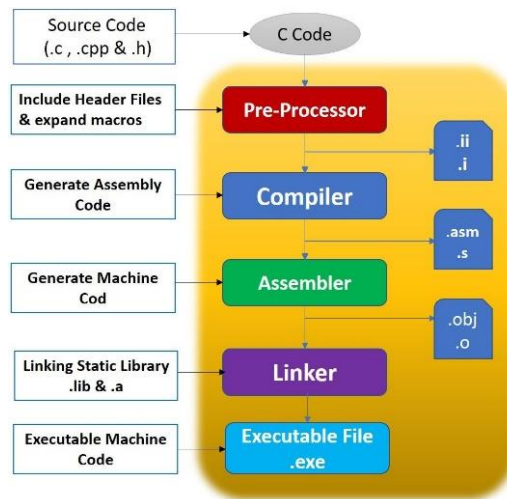 Source Code
(.c , .cpp & .h)
C Code
Include Header Files
& expand macros
Pre-Processor
.ii
.i
Generate Assembly
Code
Compiler
.asm
.s
Generate Machine
Cod
Assembler
.obj
.o
Linking Static Library
.lib & .a
Linker
Executable Machine
Code
Executable File
.exe